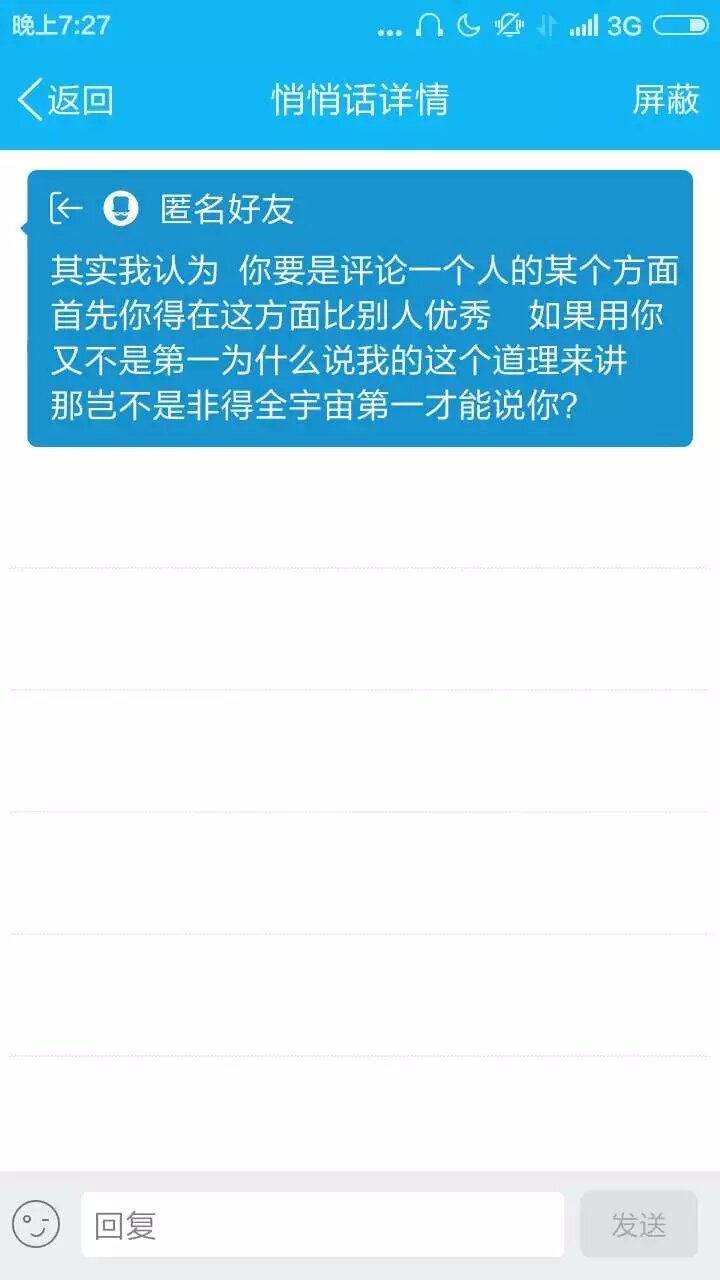 晚上7:27 ... 3G
返回 悄悄话详情 屏蔽
匿名好友
其实我认为 你要是评论一个人的某个方面
首先你得在这方面比别人优秀 如果用你
又不是第一为什么说我的这个道理来讲
那岂不是非得全宇宙第一才能说你?
回复 发送